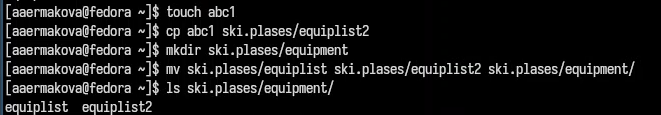 [aaermakova@fedora ~]$ touch abc1
[aaermakova@fedora ~]$ cp abc1 ski.plases/equiplist2
[aaermakova@fedora ~]$ mkdir ski.plases/equipment
[aaermakova@fedora ~]$ mv ski.plases/equiplist ski.plases/equiplist2 ski.plases/equipment/
[aaermakova@fedora ~]$ ls ski.plases/equipment/
equiplist  equiplist2